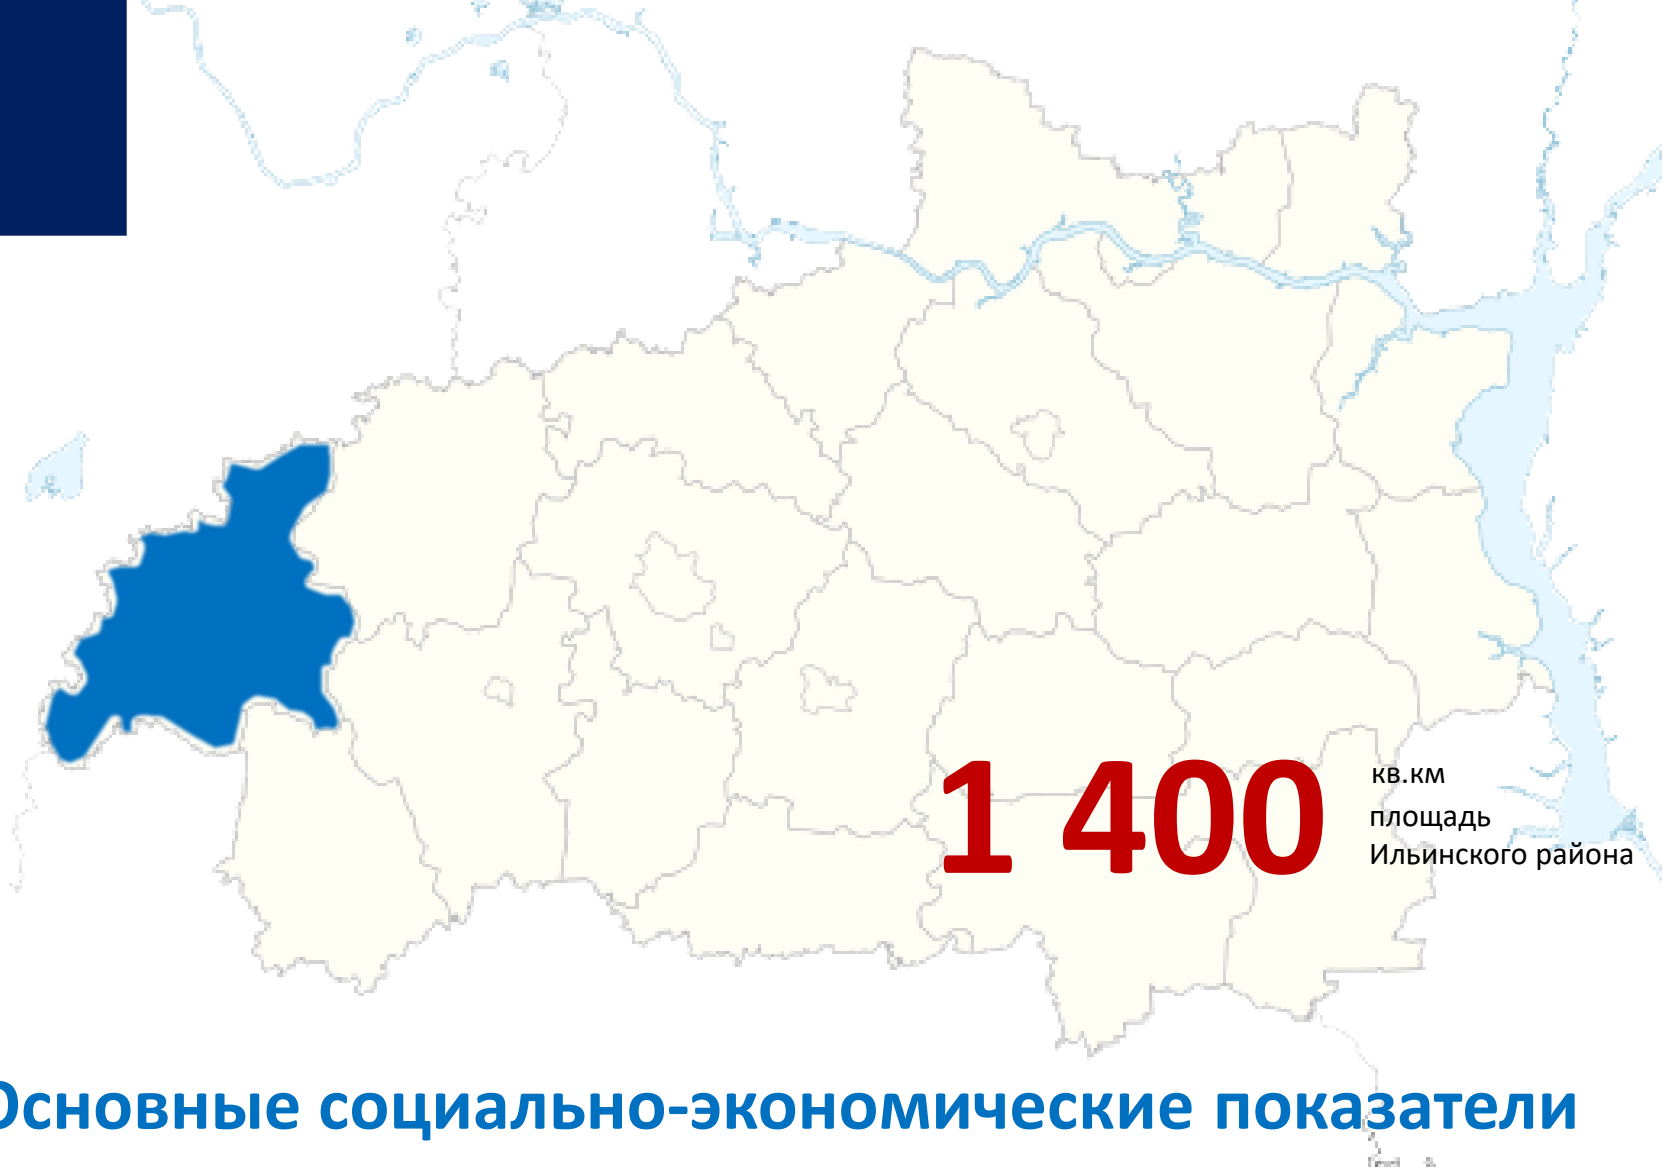 1 400
кв.км
площадь
Ильинского района
Основные социально-экономические показатели